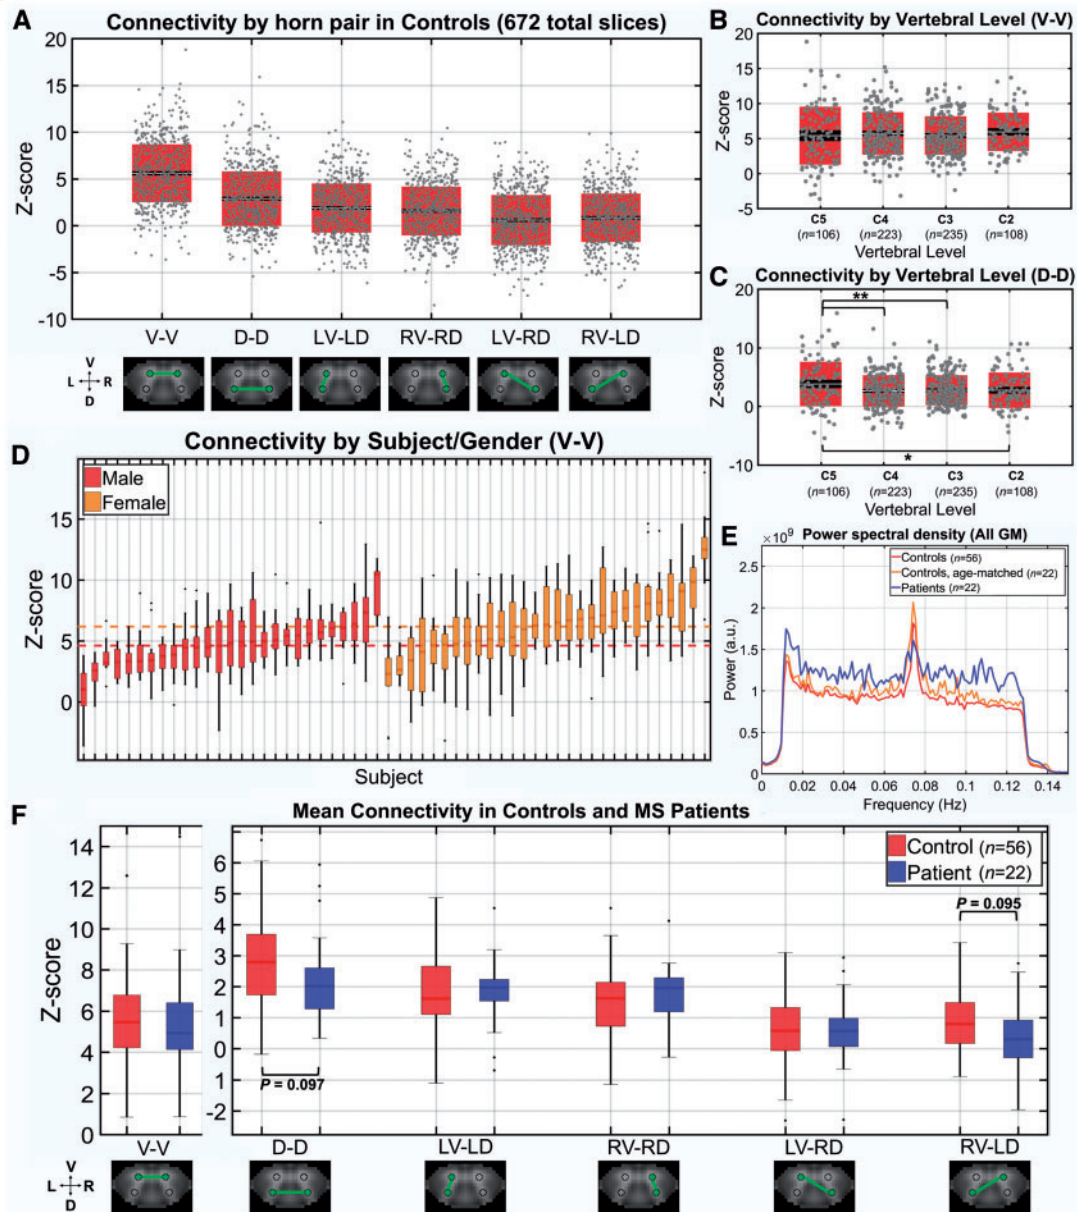 A
Connectivity by horn pair in Controls (672 total slices)
Z-score
20
15
10
5
0
-5
-10
V-V D-D LV-LD RV-RD LV-RD RV-LD
V
L R
D
B
Connectivity by Vertebral Level (V-V)
Z-score
20
15
10
5
0
-5
C5 C4 C3 C2
(n=106) (n=223) (n=235) (n=108)
Vertebral Level
C
Connectivity by Vertebral Level (D-D)
Z-score
20
10
0
-10
**
*
C5 C4 C3 C2
(n=106) (n=223) (n=235) (n=108)
Vertebral Level
D
Connectivity by Subject/Gender (V-V)
Male
Female
Z-score
15
10
5
0
Subject
E
×10⁹
Power spectral density (All GM)
Controls (n=56)
Controls, age-matched (n=22)
Patients (n=22)
Power (a.u.)
2.5
2
1.5
1
0.5
0
0 0.02 0.04 0.06 0.08 0.1 0.12 0.14
Frequency (Hz)
F
Mean Connectivity in Controls and MS Patients
Z-score
14
12
10
8
6
4
2
0
6
5
4
3
2
1
0
1
-2
Control (n=56)
Patient (n=22)
P = 0.095
P = 0.097
V-V D-D LV-LD RV-RD LV-RD RV-LD
V
L R
D